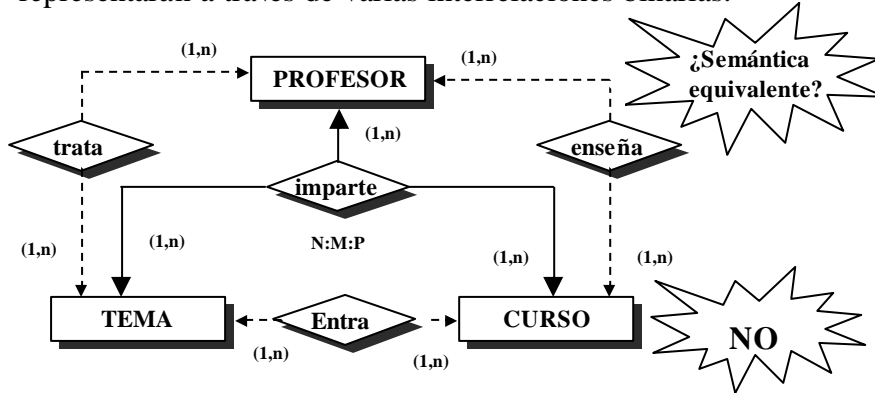 representaran a través de varias interrelaciones binarias.
(1,n)
(1,n)
¿Semántica
equivalente?
PROFESOR
(1,n)
trata
enseña
imparte
(1,n)
(1,n)
N:M:P
(1,n)
(1,n)
TEMA
Entra
CURSO
NO
(1,n)
(1,n)